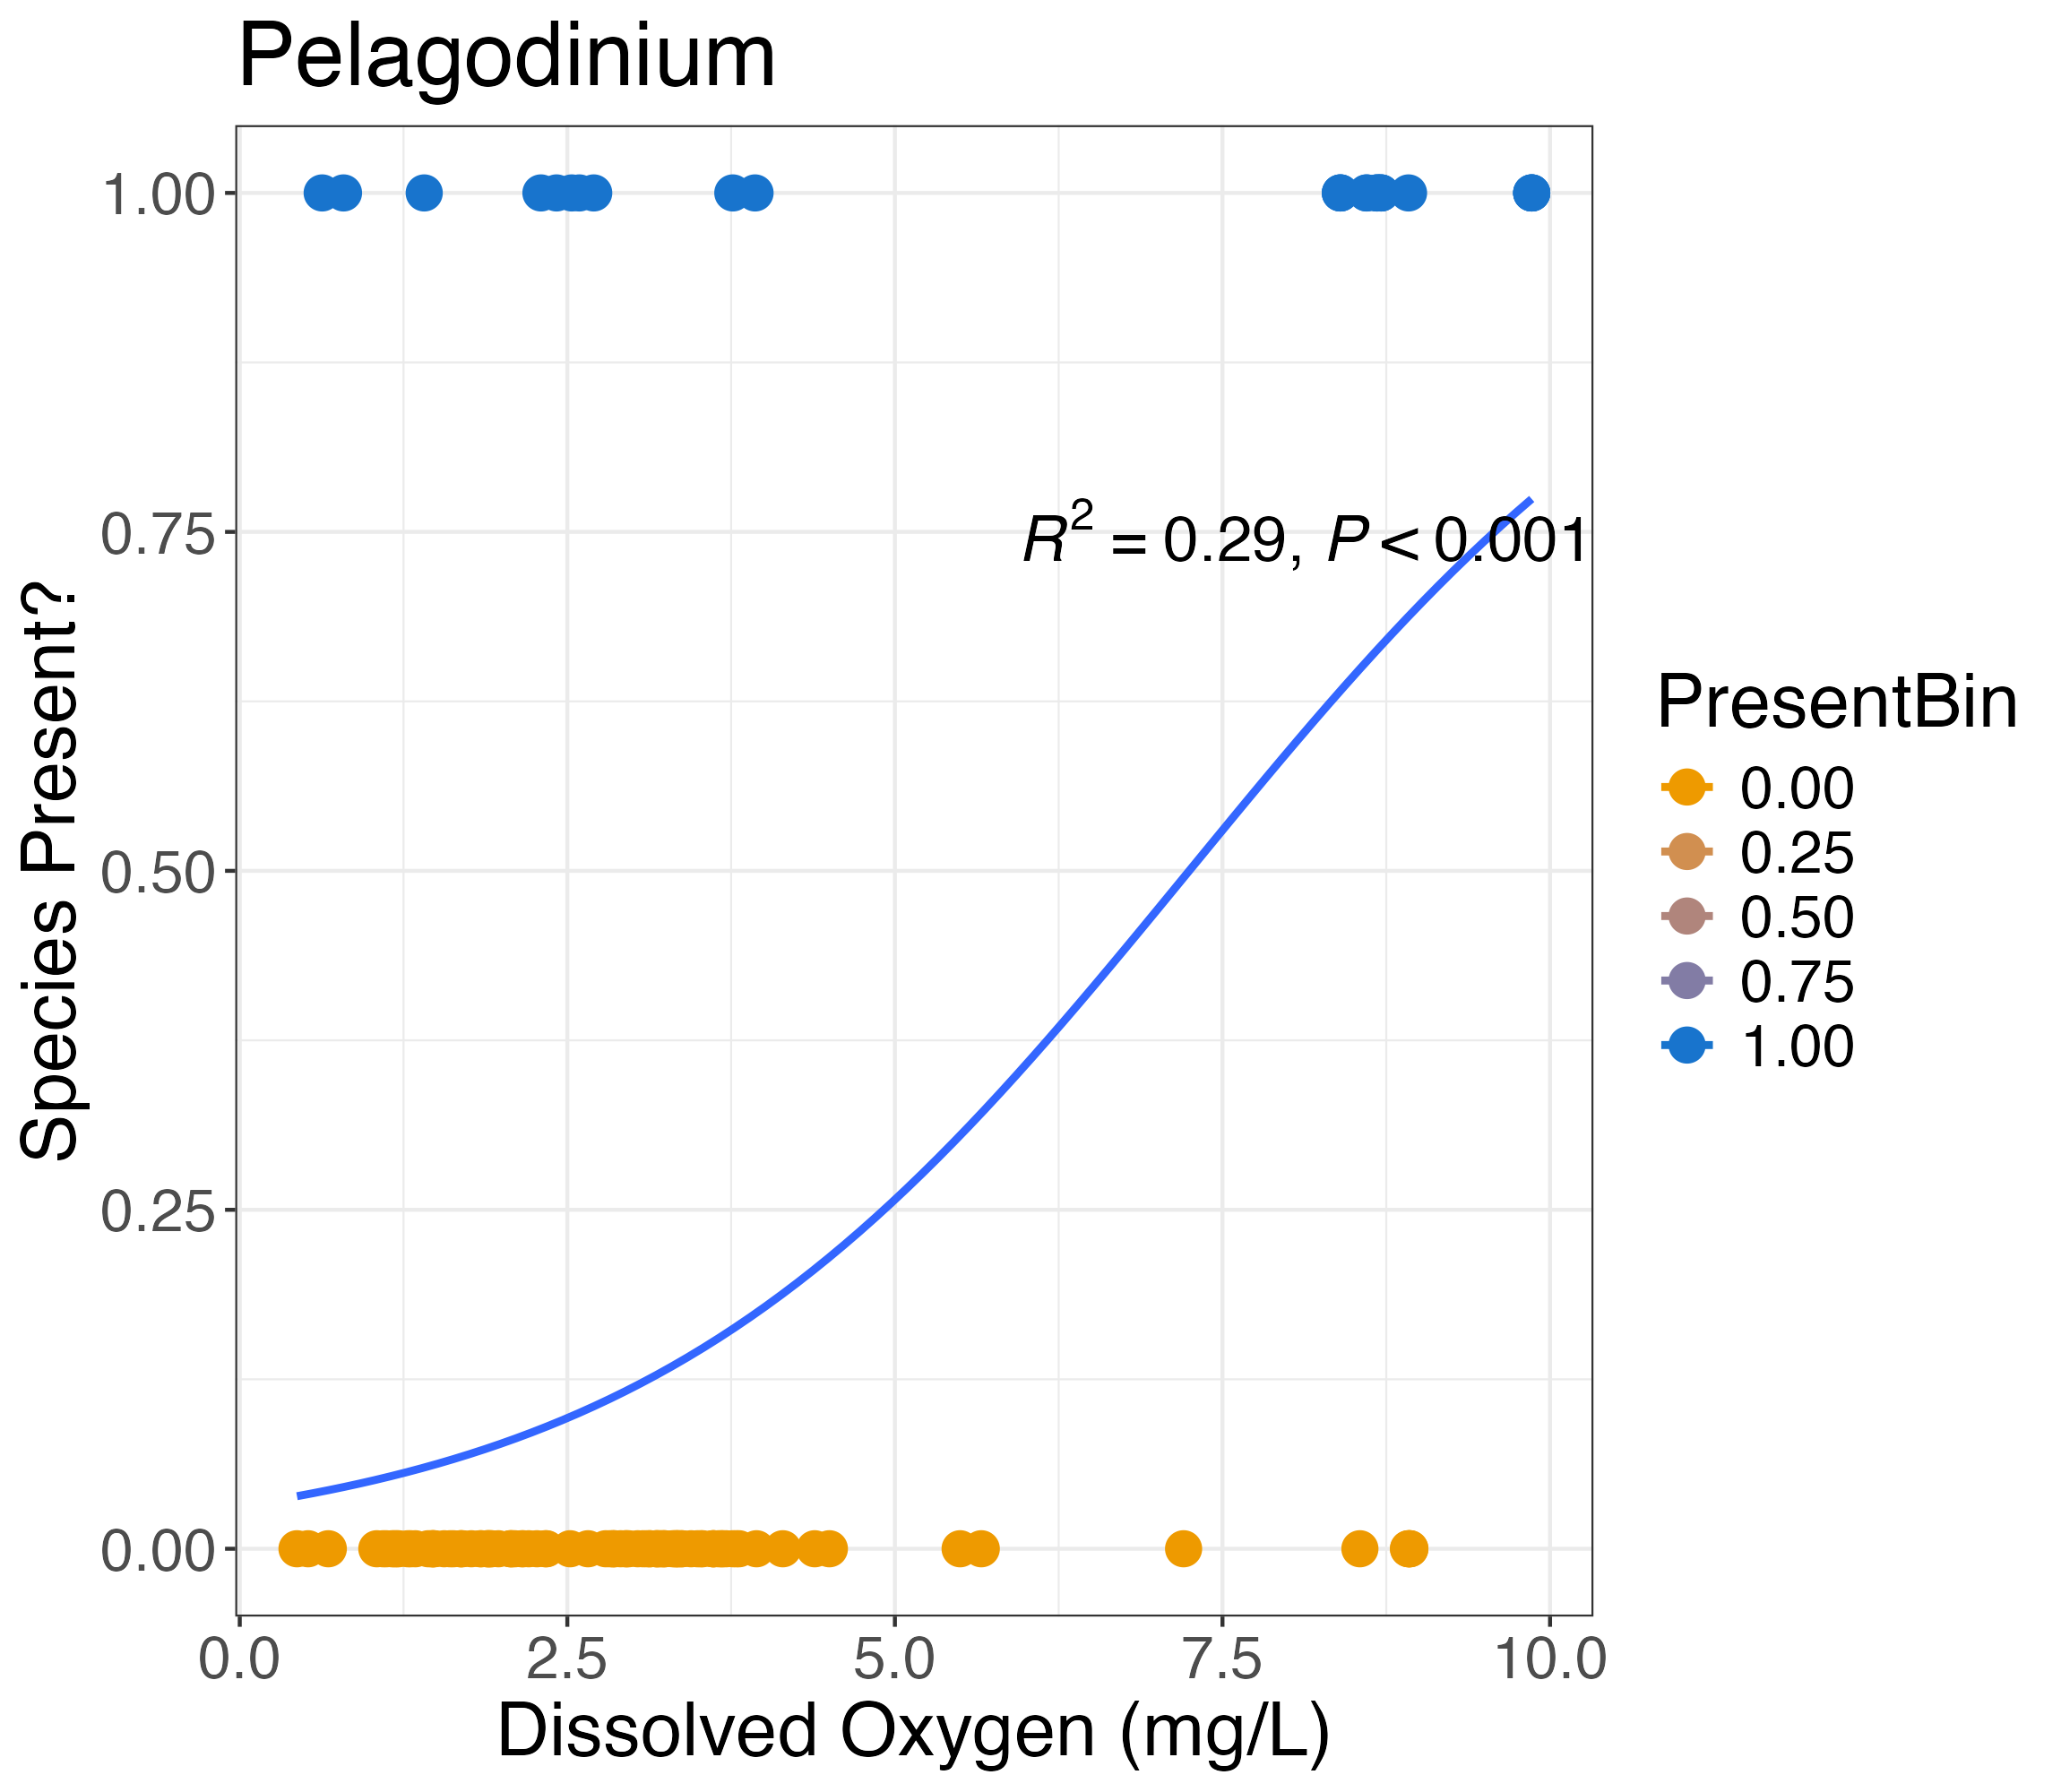 Pelagodinium
1.00
0.75
0.50
0.25
0.00
Species Present?
R² = 0.29, P < 0.001
0.0 2.5 5.0 7.5 10.0
Dissolved Oxygen (mg/L)
PresentBin
0.00
0.25
0.50
0.75
1.00